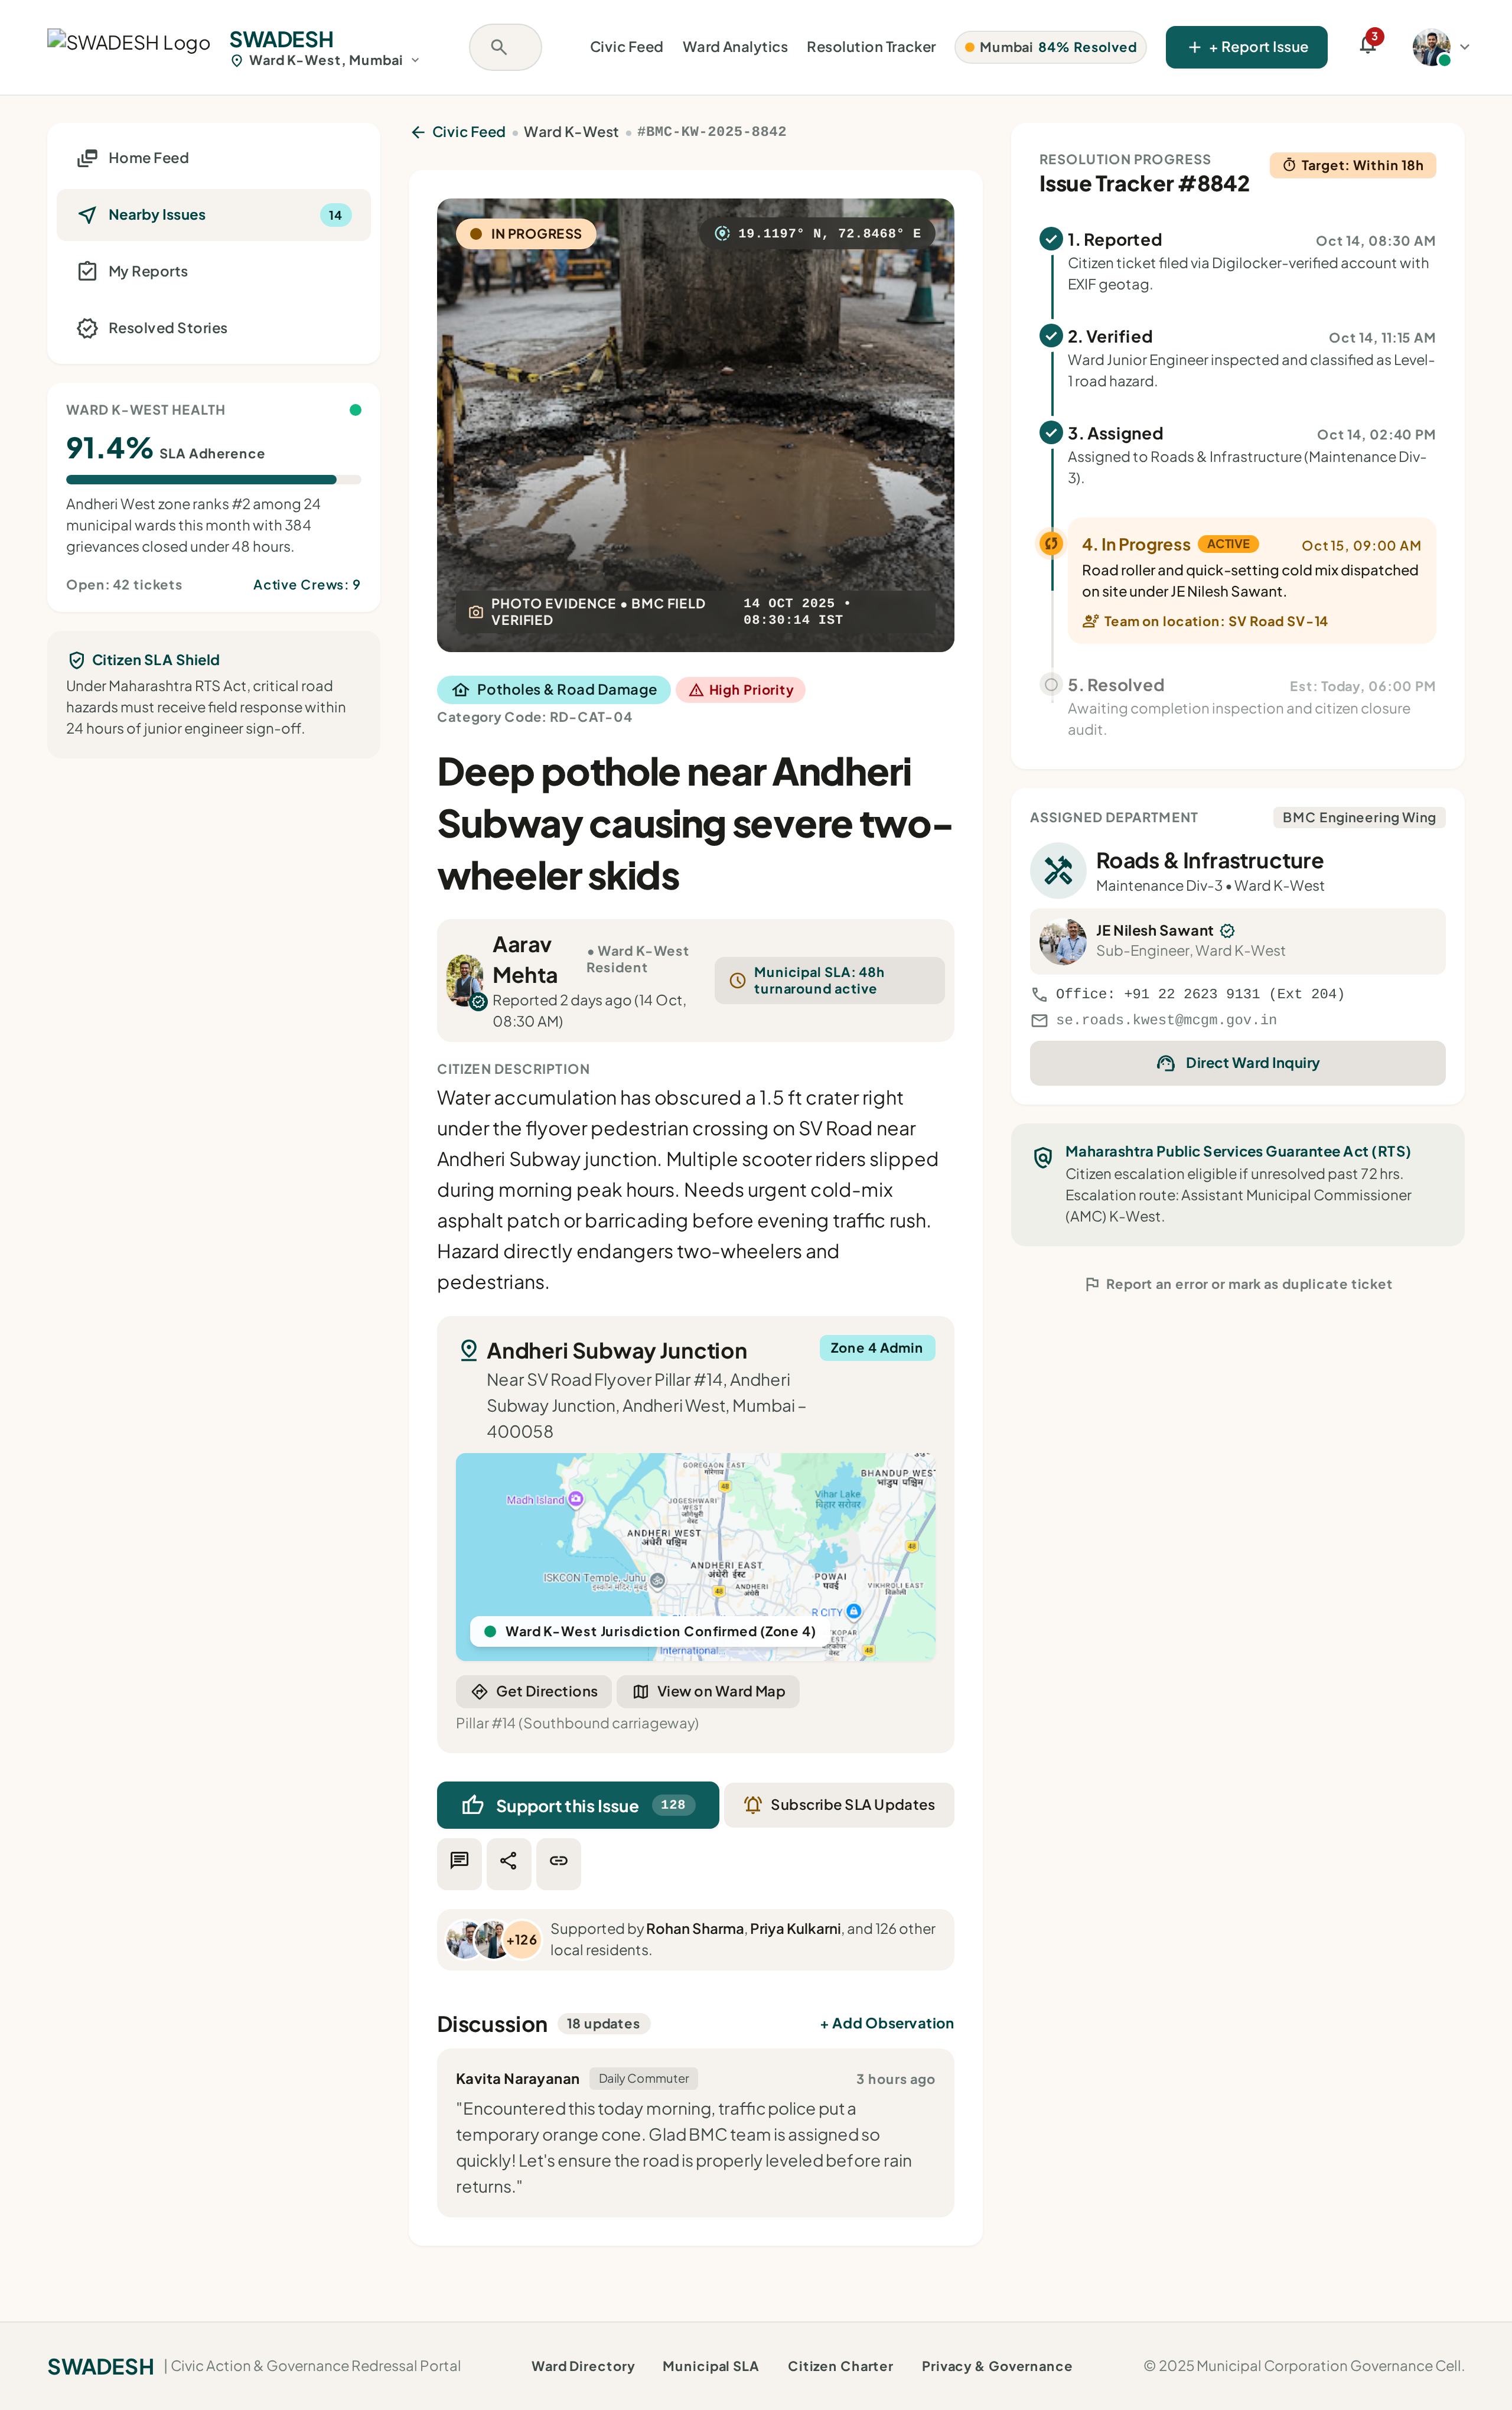 SWADESH Logo
SWADESH
Ward K-West, Mumbai
Civic Feed
Ward Analytics
Resolution Tracker
Mumbai 84% Resolved
+ Report Issue
3
Home Feed
Nearby Issues
14
My Reports
Resolved Stories
WARD K-WEST HEALTH
91.4% SLA Adherence
Andheri West zone ranks #2 among 24
municipal wards this month with 384
grievances closed under 48 hours.
Open: 42 tickets
Active Crews: 9
Citizen SLA Shield
Under Maharashtra RTS Act, critical road
hazards must receive field response within
24 hours of junior engineer sign-off.
Civic Feed • Ward K-West • #BMC-KW-2025-8842
IN PROGRESS
19.1197° N, 72.8468° E
PHOTO EVIDENCE • BMC FIELD
VERIFIED
14 OCT 2025 •
08:30:14 IST
Potholes & Road Damage
High Priority
Category Code: RD-CAT-04
Deep pothole near Andheri
Subway causing severe two-
wheeler skids
Aarav
Mehta
• Ward K-West
Resident
Reported 2 days ago (14 Oct,
08:30 AM)
Municipal SLA: 48h
turnaround active
CITIZEN DESCRIPTION
Water accumulation has obscured a 1.5 ft crater right
under the flyover pedestrian crossing on SV Road near
Andheri Subway junction. Multiple scooter riders slipped
during morning peak hours. Needs urgent cold-mix
asphalt patch or barricading before evening traffic rush.
Hazard directly endangers two-wheelers and
pedestrians.
Andheri Subway Junction
Zone 4 Admin
Near SV Road Flyover Pillar #14, Andheri
Subway Junction, Andheri West, Mumbai –
400058
GOREGAON EAST
गोरेगाव
BHANDUP WEST
भांडुप पश्चिम
48
Madh Island
JOGESHWARI
WEST
जोगेश्वरी
वेस्ट
Vihar Lake
विहार सरोवर
ANDHERI WEST
अंधेरी पश्चिम
48
ANDHERI EAST
अंधेरी ईस्ट
ISKCON Temple, Juhu
48
ANDHERI
अंधेरी
POWAI
पवई
VIKHROLI EAST
विक्रोळी
R CITY
Ward K-West Jurisdiction Confirmed (Zone 4)
International
48
Get Directions
View on Ward Map
Pillar #14 (Southbound carriageway)
Support this Issue 128
Subscribe SLA Updates
+126
Supported by Rohan Sharma, Priya Kulkarni, and 126 other
local residents.
Discussion
18 updates
+ Add Observation
Kavita Narayanan
Daily Commuter
3 hours ago
"Encountered this today morning, traffic police put a
temporary orange cone. Glad BMC team is assigned so
quickly! Let's ensure the road is properly leveled before rain
returns."
RESOLUTION PROGRESS
Issue Tracker #8842
Target: Within 18h
1. Reported
Oct 14, 08:30 AM
Citizen ticket filed via Digilocker-verified account with
EXIF geotag.
2. Verified
Oct 14, 11:15 AM
Ward Junior Engineer inspected and classified as Level-
1 road hazard.
3. Assigned
Oct 14, 02:40 PM
Assigned to Roads & Infrastructure (Maintenance Div-
3).
4. In Progress
ACTIVE
Oct 15, 09:00 AM
Road roller and quick-setting cold mix dispatched
on site under JE Nilesh Sawant.
Team on location: SV Road SV-14
5. Resolved
Est: Today, 06:00 PM
Awaiting completion inspection and citizen closure
audit.
ASSIGNED DEPARTMENT
BMC Engineering Wing
Roads & Infrastructure
Maintenance Div-3 • Ward K-West
JE Nilesh Sawant
Sub-Engineer, Ward K-West
Office: +91 22 2623 9131 (Ext 204)
se.roads.kwest@mcgm.gov.in
Direct Ward Inquiry
Maharashtra Public Services Guarantee Act (RTS)
Citizen escalation eligible if unresolved past 72 hrs.
Escalation route: Assistant Municipal Commissioner
(AMC) K-West.
Report an error or mark as duplicate ticket
SWADESH | Civic Action & Governance Redressal Portal
Ward Directory
Municipal SLA
Citizen Charter
Privacy & Governance
© 2025 Municipal Corporation Governance Cell.